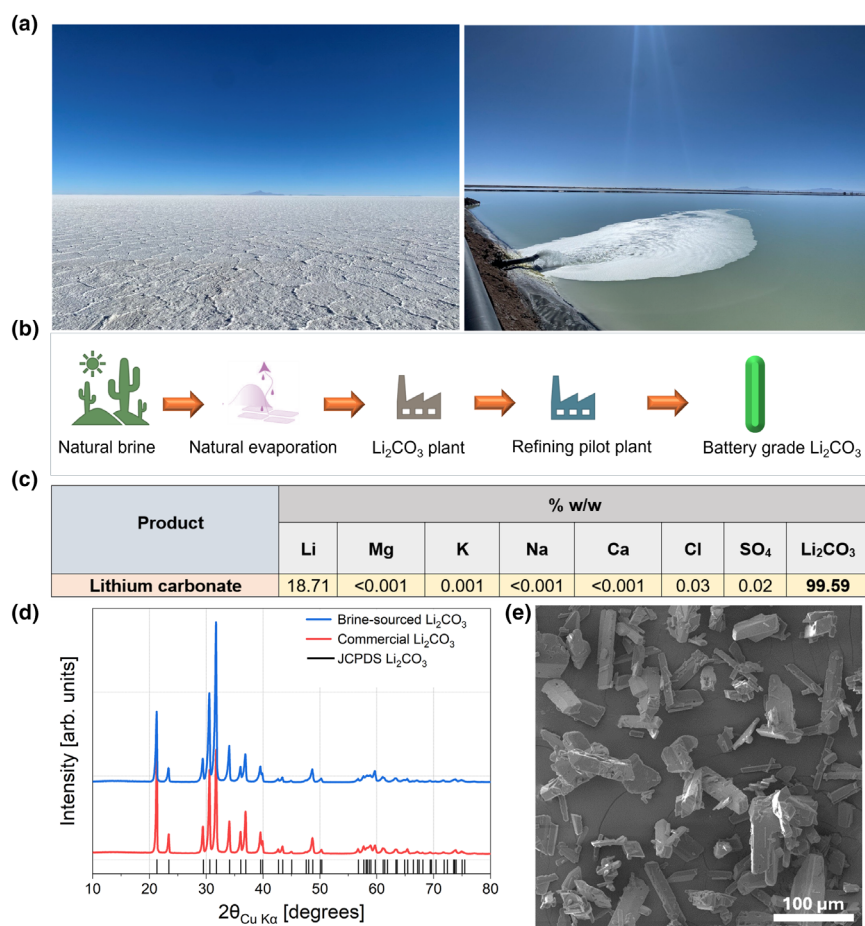 (a)
(b)
Natural brine Natural evaporation Li₂CO₃ plant Refining pilot plant Battery grade Li₂CO₃
(c)
Product % w/w
Li Mg K Na Ca Cl SO₄ Li₂CO₃
Lithium carbonate 18.71 <0.001 0.001 <0.001 <0.001 0.03 0.02 99.59
(d)
Brine-sourced Li₂CO₃
Commercial Li₂CO₃
JCPDS Li₂CO₃
Intensity [arb. units]
10 20 30 40 50 60 70 80
2θCu Kα [degrees]
(e)
100 µm